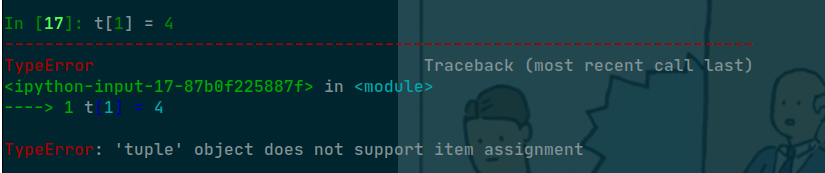 In [17]: t[1] = 4
---------------------------------------------------------------------------
TypeError                                 Traceback (most recent call last)
<ipython-input-17-87b0f225887f> in <module>
----> 1 t[1] = 4

TypeError: 'tuple' object does not support item assignment